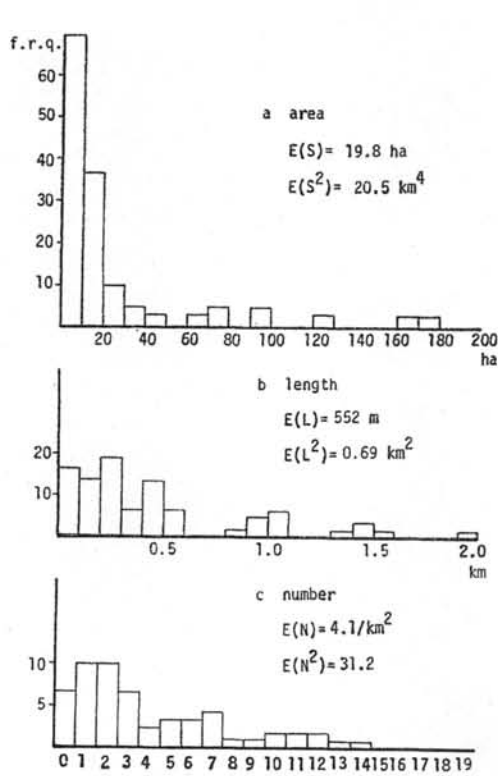 f.r.q.
60
50
40
30
20
10
a area
E(S)= 19.8 ha
E(S²)= 20.5 km⁴
20 40 60 80 100 120 140 160 180 200
ha
b length
E(L)= 552 m
E(L²)=0.69 km²
20
10
0.5 1.0 1.5 2.0
km
c number
E(N)= 4.1/km²
E(N²)=31.2
10
5
0 1 2 3 4 5 6 7 8 9 10 11 12 13 14 15 16 17 18 19